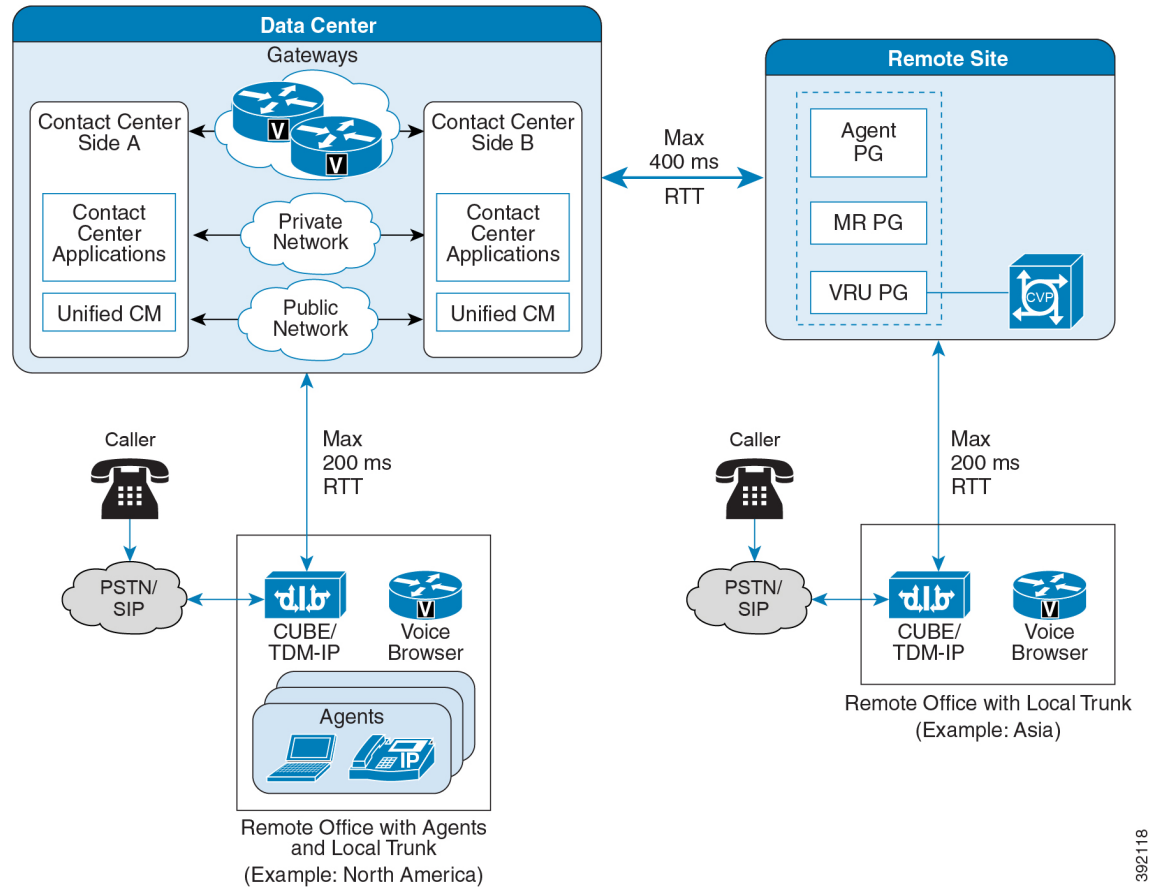 Data Center
Gateways
Contact Center
Side A
V
V
Contact Center
Side B
Contact
Center
Applications
Private
Network
Contact
Center
Applications
Unified CM
Public
Network
Unified CM
Max
400 ms
RTT
Remote Site
Agent
PG
MR PG
VRU PG
CVP
Caller
Max
200 ms
RTT
PSTN/
SIP
CUBE/
TDM-IP
V
Voice
Browser
Agents
IP
Remote Office with Agents
and Local Trunk
(Example: North America)
Caller
Max
200 ms
RTT
PSTN/
SIP
CUBE/
TDM-IP
V
Voice
Browser
Remote Office with Local Trunk
(Example: Asia)
392118